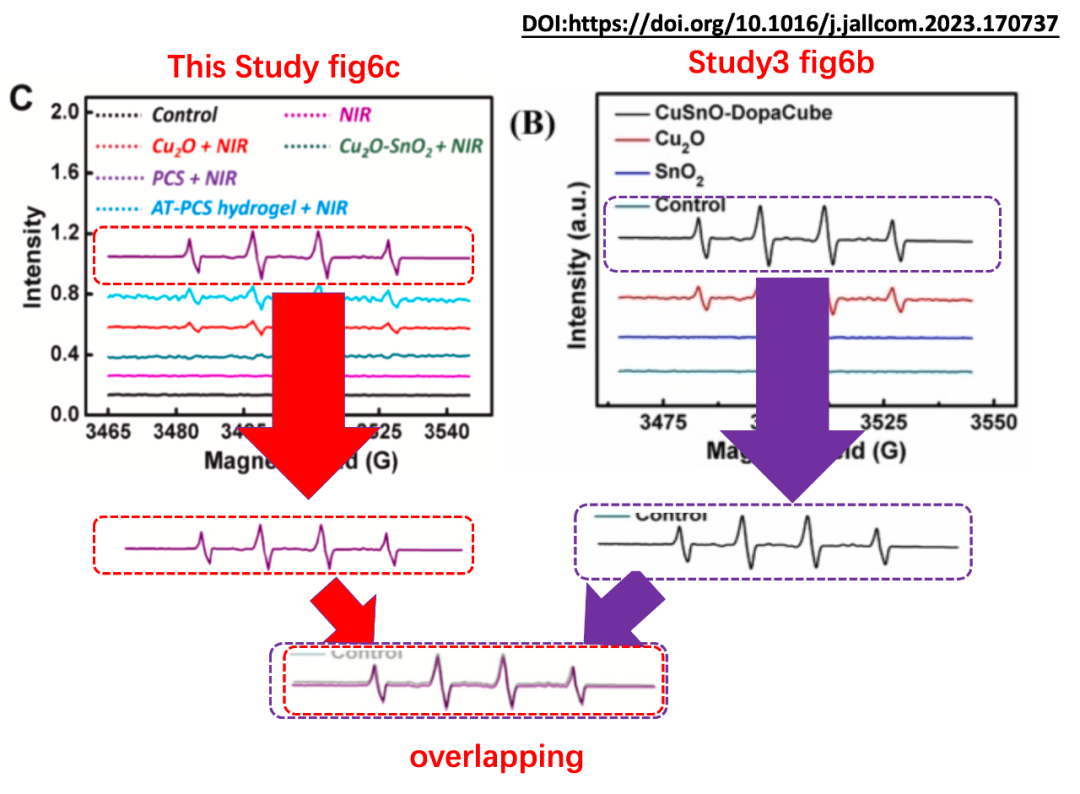 DOI:https://doi.org/10.1016/j.jallcom.2023.170737
This Study fig6c
Study3 fig6b
C
2.0
1.6
1.2
0.8
0.4
0.0
Intensity
Control
NIR
Cu₂O + NIR
Cu₂O-SnO₂ + NIR
PCS + NIR
AT-PCS hydrogel + NIR
3465 3480 3540
(G)
(B)
Intensity (a.u.)
CuSnO-DopaCube
Cu₂O
SnO₂
Control
3475 3525 3550
(G)
Control
Control
overlapping